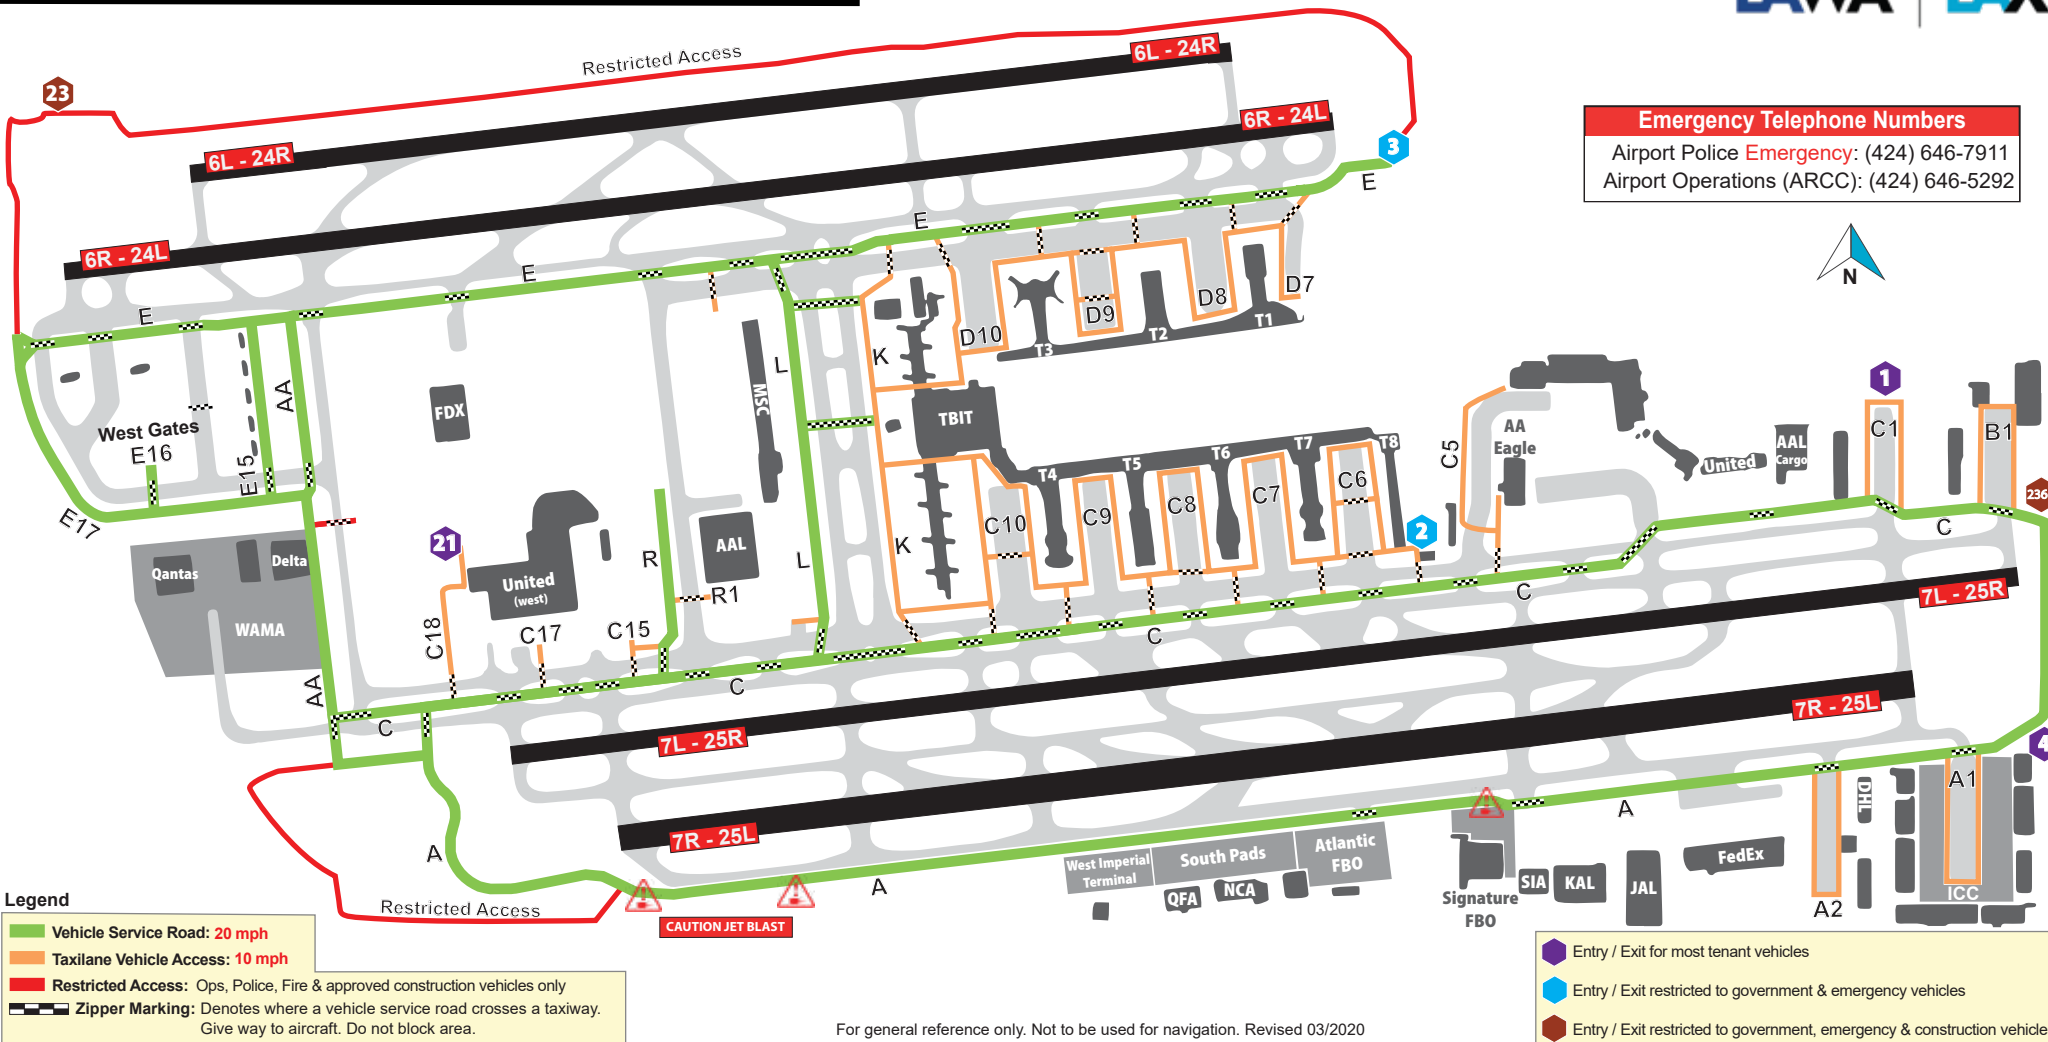 LAWA
LAX
Restricted Access
6L - 24R
6R - 24L
23
3
E
6L - 24R
6R - 24L
E
E
E
Emergency Telephone Numbers
Airport Police Emergency: (424) 646-7911
Airport Operations (ARCC): (424) 646-5292
N
D10
D9
D8
D7
T3
T2
T1
K
L
MSC
AA
FDX
West Gates
E16
E15
E17
TBIT
T4
T5
T6
T7
T8
C10
C9
C8
C7
C6
C5
AA
Eagle
United
AAL
Cargo
1
C1
B1
236
C
2
K
L
R
AAL
R1
21
United
(west)
C18
C17
C15
Qantas
Delta
WAMA
AA
C
C
C
C
7L - 25R
7L - 25R
7R - 25L
7R - 25L
4
A
A
A
CAUTION JET BLAST
Restricted Access
West Imperial
Terminal
South Pads
Atlantic
FBO
QFA
NCA
Signature
FBO
SIA
KAL
JAL
FedEx
A2
DHL
A1
ICC
Legend
Vehicle Service Road: 20 mph
Taxilane Vehicle Access: 10 mph
Restricted Access: Ops, Police, Fire & approved construction vehicles only
Zipper Marking: Denotes where a vehicle service road crosses a taxiway.
Give way to aircraft. Do not block area.
For general reference only. Not to be used for navigation. Revised 03/2020
Entry / Exit for most tenant vehicles
Entry / Exit restricted to government & emergency vehicles
Entry / Exit restricted to government, emergency & construction vehicle